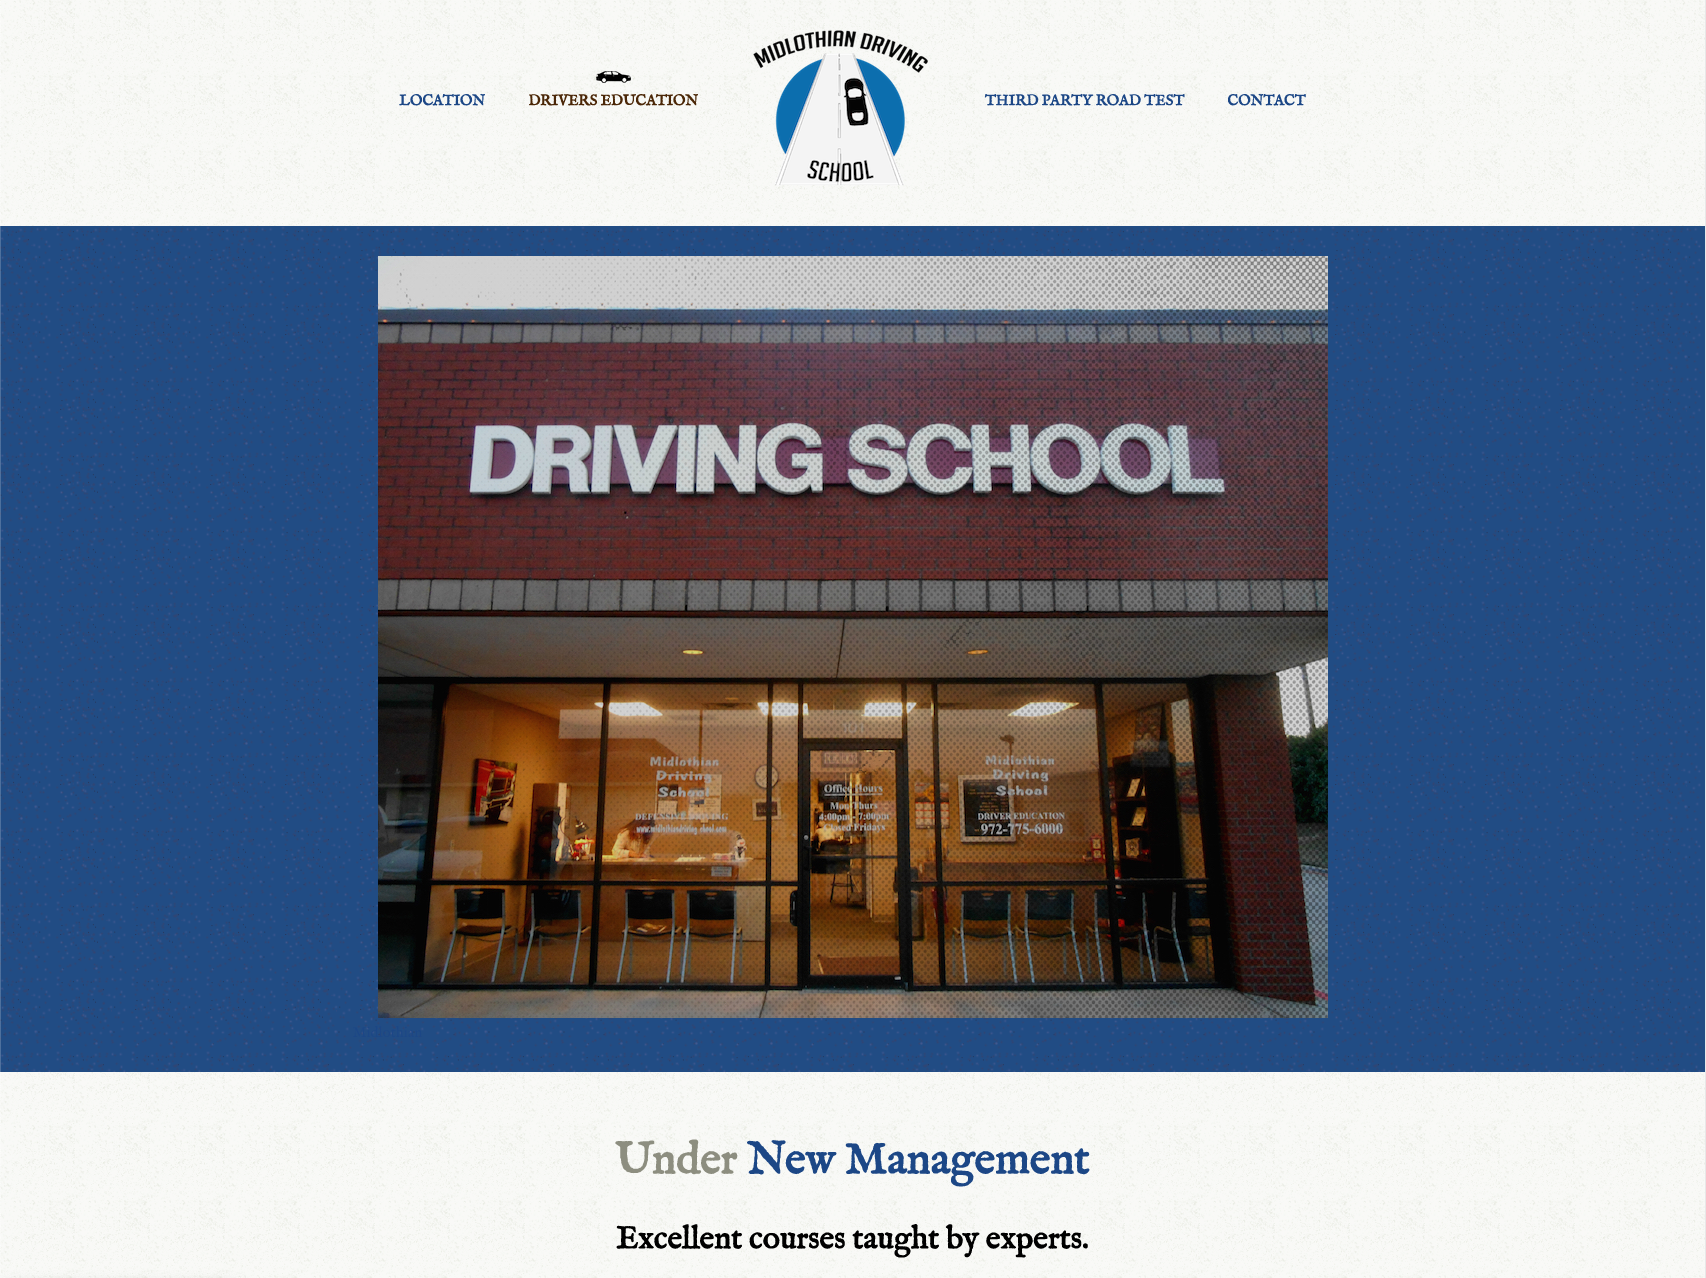 MIDLOTHIAN DRIVING
SCHOOL
LOCATION
DRIVERS EDUCATION
THIRD PARTY ROAD TEST
CONTACT
DRIVING SCHOOL
Midlothian
Driving
School
DEFENSIVE DRIVING
Office Hours
Mon-Thurs
4:00pm - 7:00pm
Closed Fridays
Midlothian
Driving
School
DRIVER EDUCATION
972-775-6000
Under New Management
Excellent courses taught by experts.